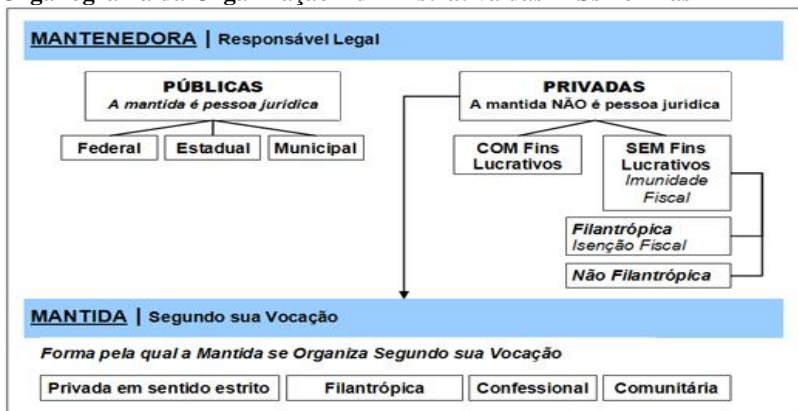 MANTENEDORA | Responsável Legal
PÚBLICAS
A mantida é pessoa jurídica
Federal
Estadual
Municipal
PRIVADAS
A mantida NÃO é pessoa jurídica
COM Fins
Lucrativos
SEM Fins
Lucrativos
Imunidade
Fiscal
Filantrópica
Isenção Fiscal
Não Filantrópica
MANTIDA | Segundo sua Vocação
Forma pela qual a Mantida se Organiza Segundo sua Vocação
Privada em sentido estrito
Filantrópica
Confessional
Comunitária